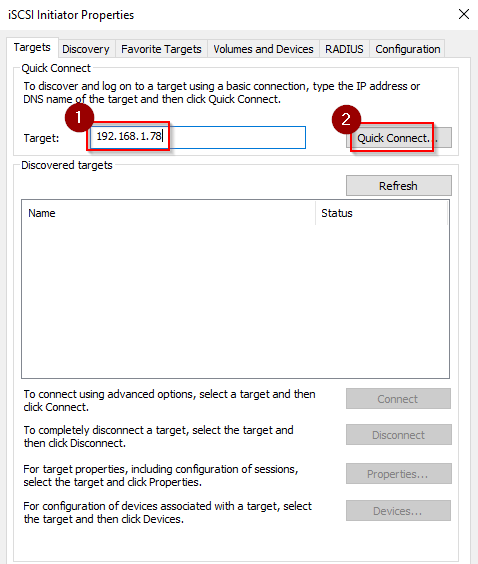 iSCSI Initiator Properties
Targets Discovery Favorite Targets Volumes and Devices RADIUS Configuration
Quick Connect
To discover and log on to a target using a basic connection, type the IP address or
DNS name of the target and then click Quick Connect.
1
2
Target: 192.168.1.78 Quick Connect...
Discovered targets
Refresh
Name Status
To connect using advanced options, select a target and then
click Connect.
Connect
To completely disconnect a target, select the target and
then click Disconnect.
Disconnect
For target properties, including configuration of sessions,
select the target and click Properties.
Properties...
For configuration of devices associated with a target, select
the target and then click Devices.
Devices...